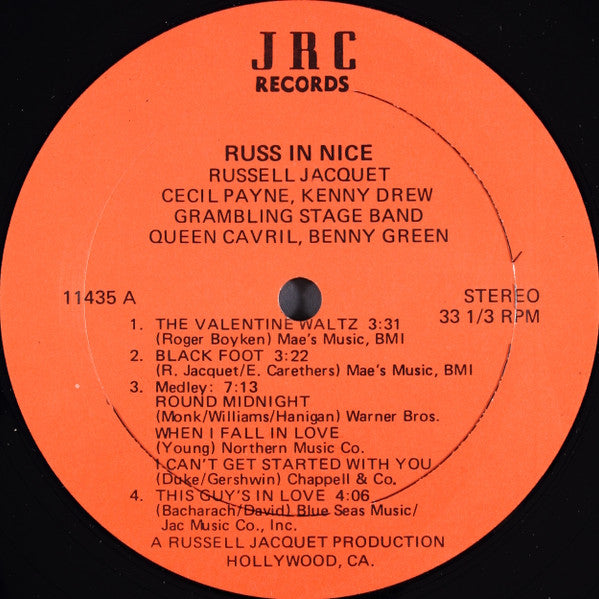 JRC
RECORDS
RUSS IN NICE
RUSSELL JACQUET
CECIL PAYNE, KENNY DREW
GRAMBLING STAGE BAND
QUEEN CAVRIL, BENNY GREEN
11435 A
STEREO
33 1/3 RPM
1. THE VALENTINE WALTZ 3:31
(Roger Boyken) Mae's Music, BMI
2. BLACK FOOT 3:22
(R. Jacquet/E. Carethers) Mae's Music, BMI
3. Medley: 7:13
ROUND MIDNIGHT
(Monk/Williams/Hanigan) Warner Bros.
WHEN I FALL IN LOVE
(Young) Northern Music Co.
I CAN'T GET STARTED WITH YOU
(Duke/Gershwin) Chappell & Co.
4. THIS GUY'S IN LOVE 4:06
(Bacharach/David) Blue Seas Music/
Jac Music Co., Inc.
A RUSSELL JACQUET PRODUCTION
HOLLYWOOD, CA.